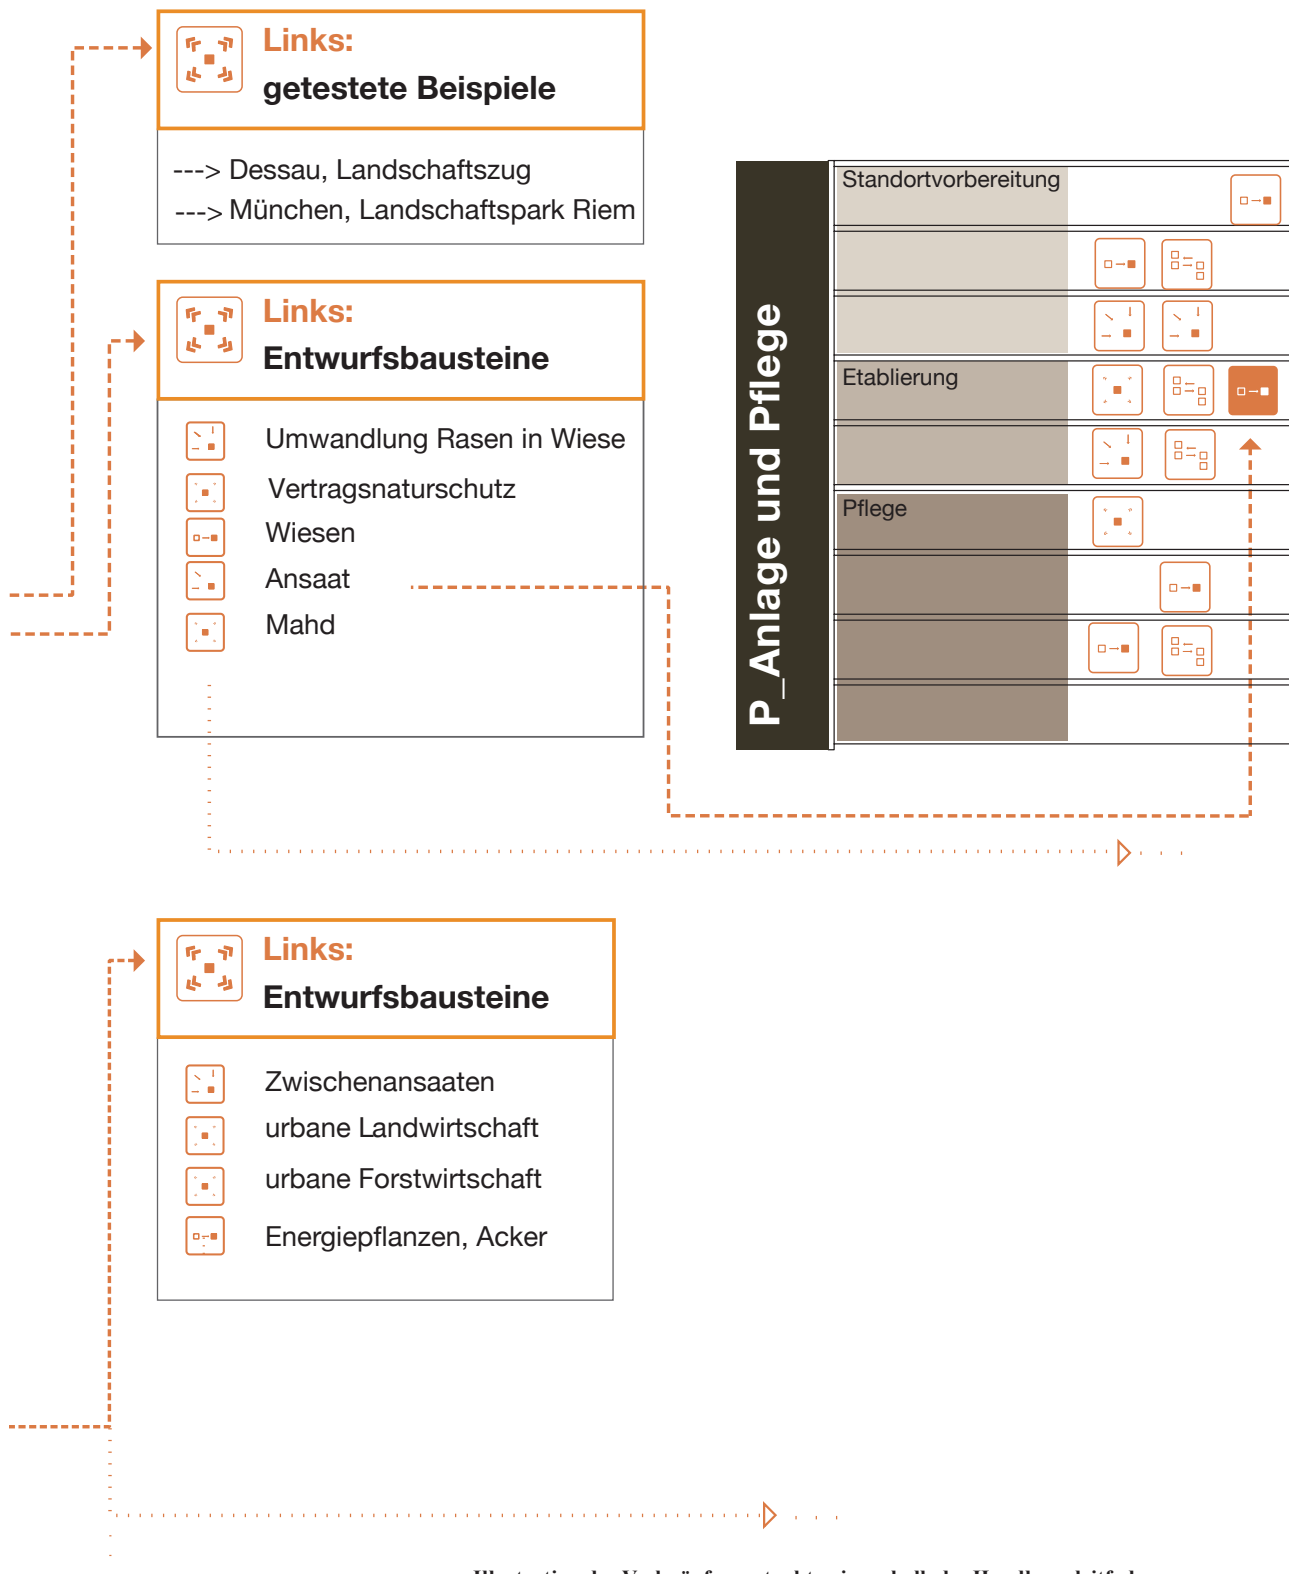 Links:
getestete Beispiele
---> Dessau, Landschaftszug
---> München, Landschaftspark Riem
Links:
Entwurfsbausteine
Umwandlung Rasen in Wiese
Vertragsnaturschutz
Wiesen
Ansaat
Mahd
P_Anlage und Pflege
Standortvorbereitung
Etablierung
Pflege
Links:
Entwurfsbausteine
Zwischenansaaten
urbane Landwirtschaft
urbane Forstwirtschaft
Energiepflanzen, Acker